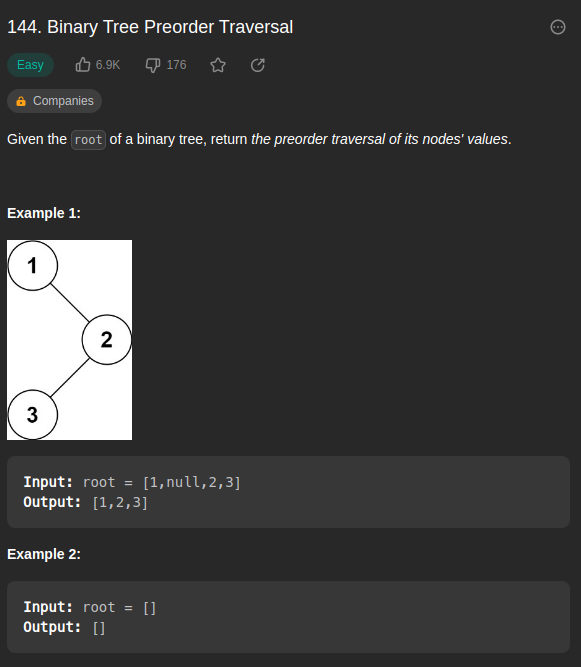 144. Binary Tree Preorder Traversal
Easy 6.9K 176
Companies
Given the root of a binary tree, return the preorder traversal of its nodes' values.
Example 1:
1
2
3
Input: root = [1,null,2,3]
Output: [1,2,3]
Example 2:
Input: root = []
Output: []